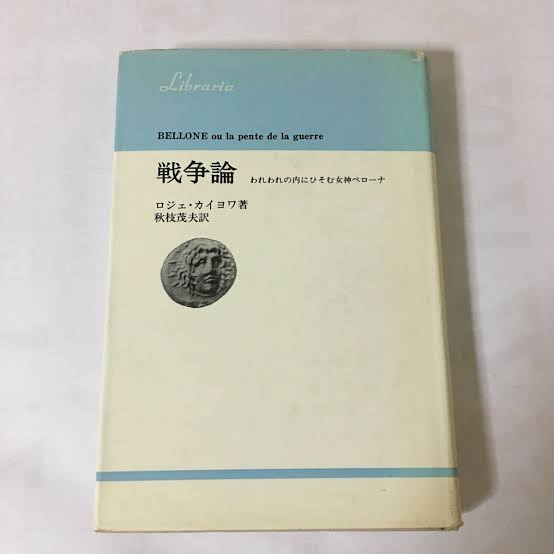 Libraria
BELLONE ou la pente de la guerre
戦争論 われわれの内にひそむ女神ベローナ
ロジェ・カイヨワ著
秋枝茂夫訳